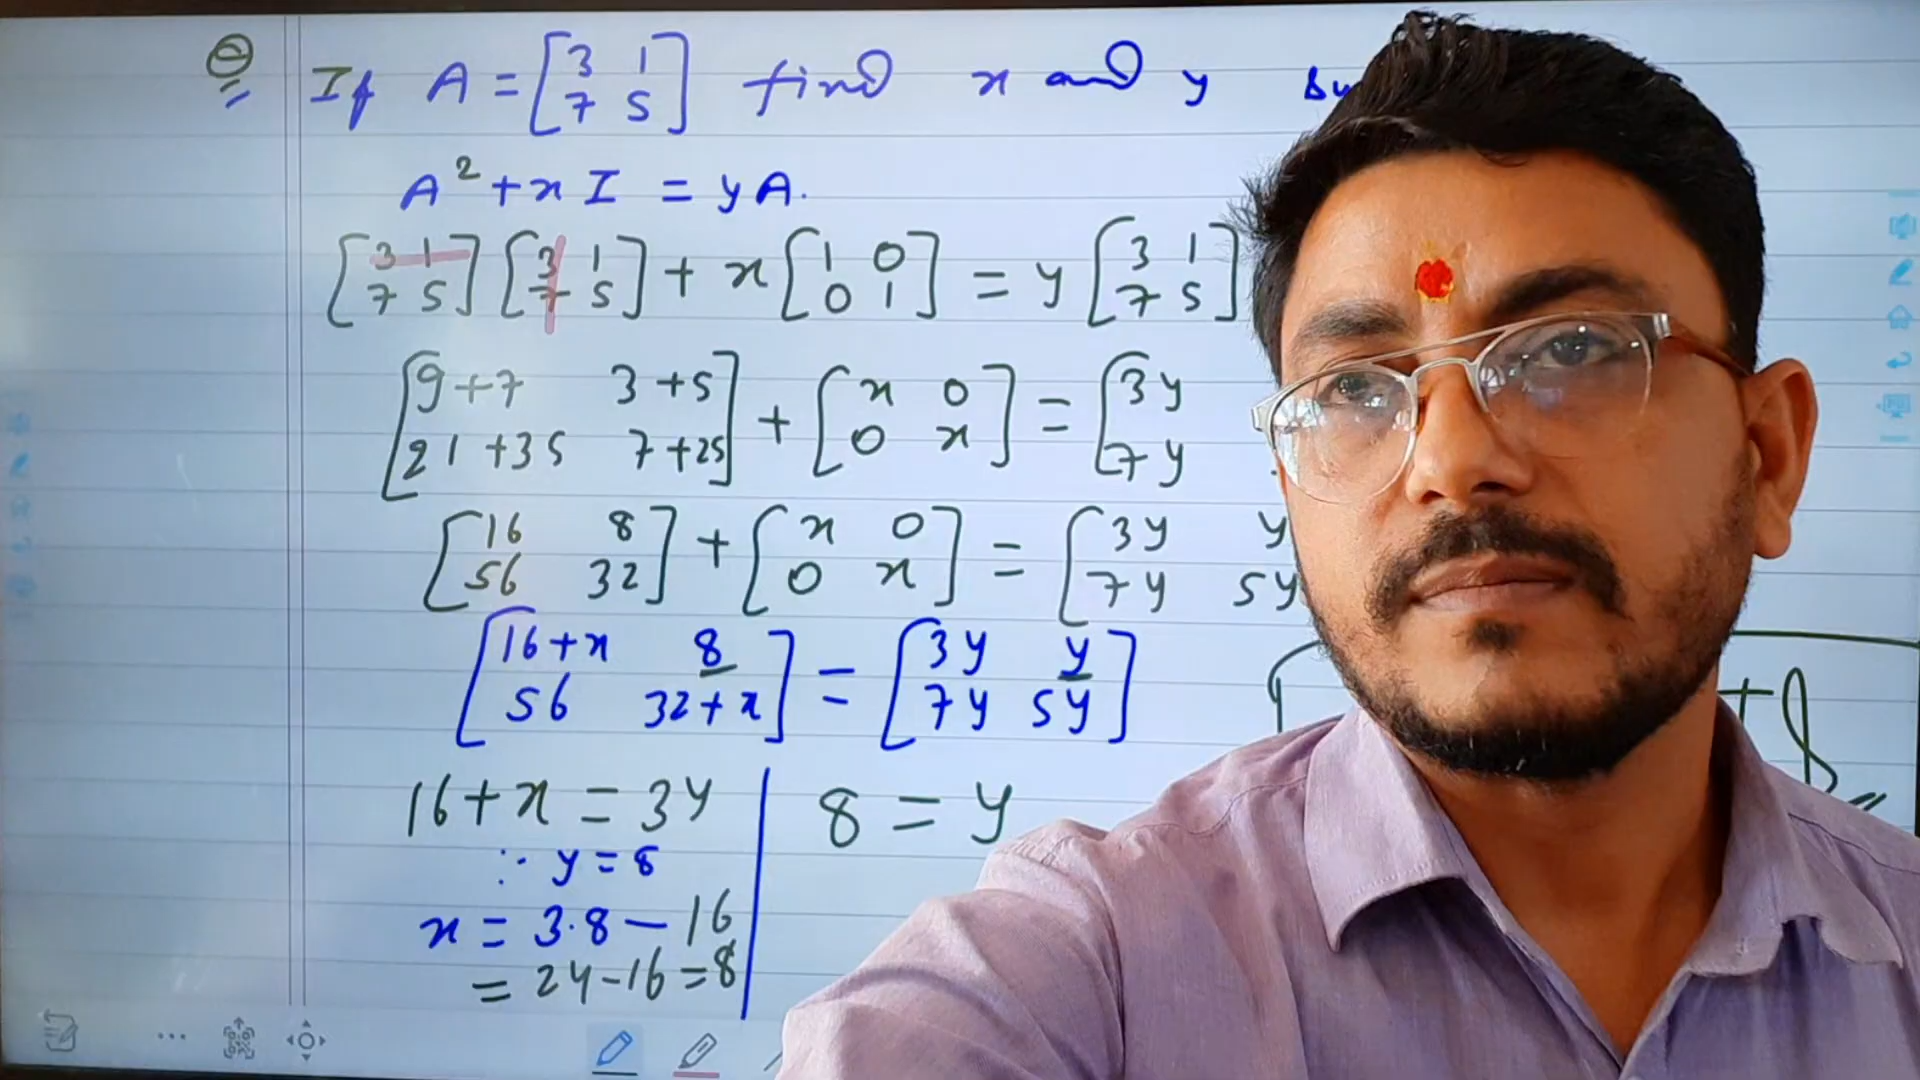 Q If A = [3 1 7 5] find x and y
A² + x I = yA.
[3 1 7 5] [3 1 7 5] + x [1 0 0 1] = y [3 1 7 5]
[9+7 3+5 21+35 7+25] + [x 0 0 x] = [3y 7y
[16 8 56 32] + [x 0 0 x] = [3y y 7y 5y
[16+x 8 56 32+x] = [3y y 7y 5y]
16+x = 3y
∵ y = 8
x = 3.8 – 16
= 24-16 = 8
8 = y